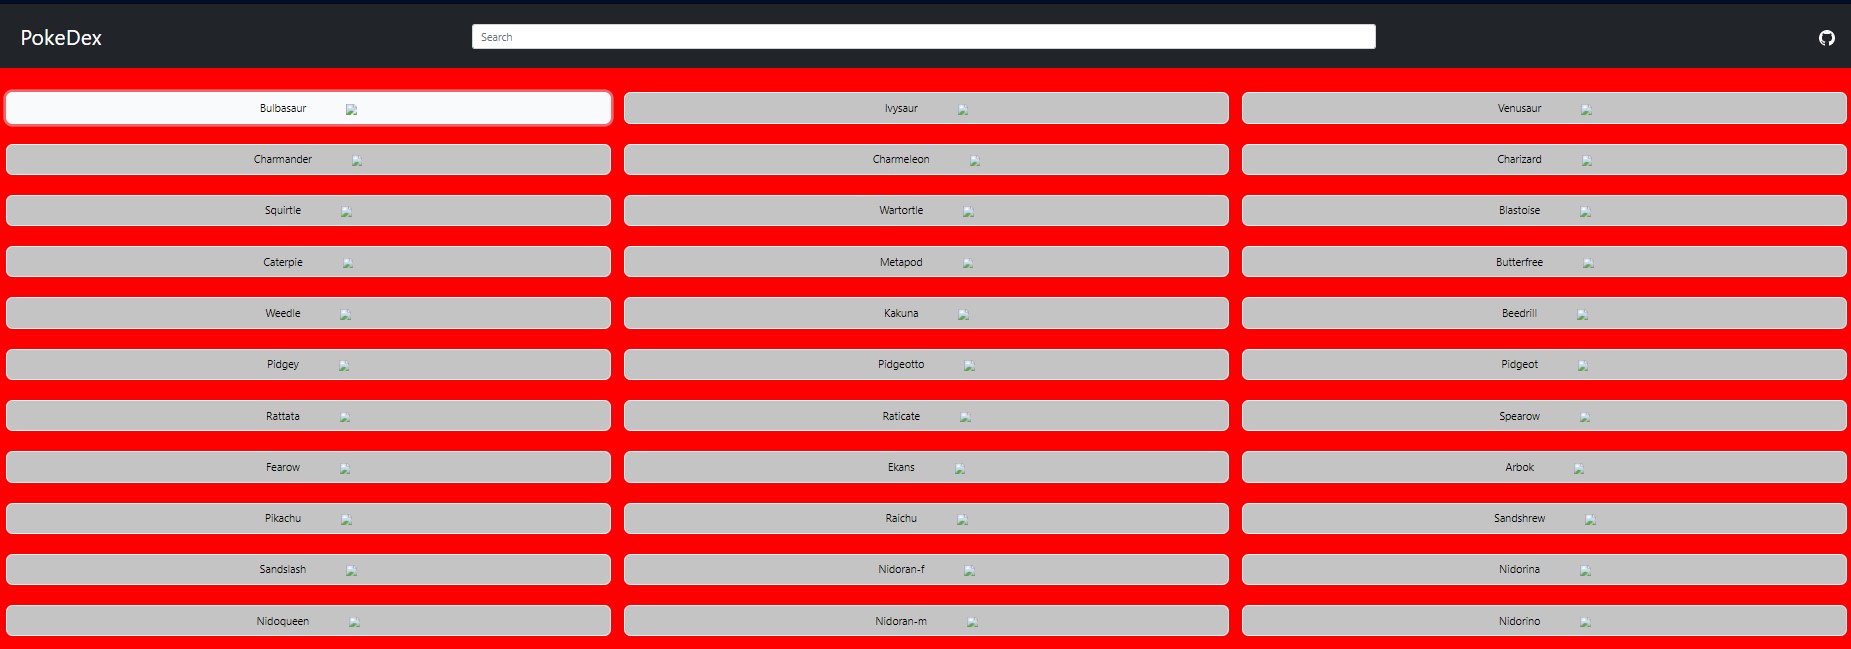 PokeDex Search
Bulbasaur Ivysaur Venusaur
Charmander Charmeleon Charizard
Squirtle Wartortle Blastoise
Caterpie Metapod Butterfree
Weedle Kakuna Beedrill
Pidgey Pidgeotto Pidgeot
Rattata Raticate Spearow
Fearow Ekans Arbok
Pikachu Raichu Sandshrew
Sandslash Nidoran-f Nidorina
Nidoqueen Nidoran-m Nidorino